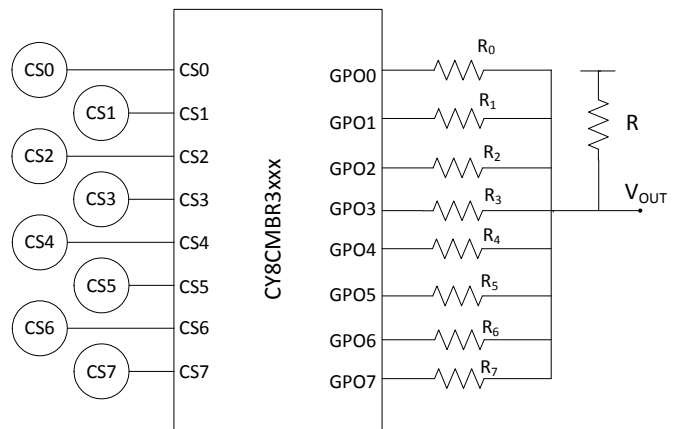 CS0
CS1
CS2
CS3
CS4
CS5
CS6
CS7
CS0
CS1
CS2
CS3
CS4
CS5
CS6
CS7
CY8CMBR3xxx
GPO0
GPO1
GPO2
GPO3
GPO4
GPO5
GPO6
GPO7
R0
R1
R2
R3
R4
R5
R6
R7
R
VOUT